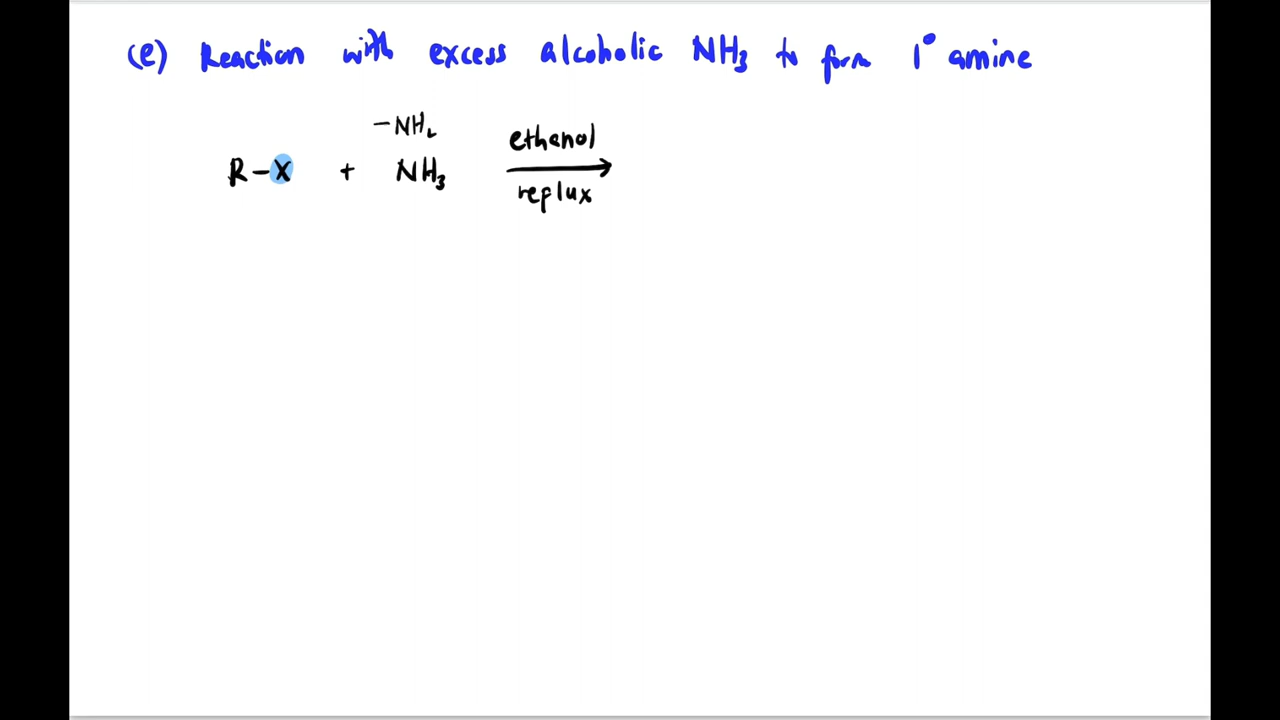 (e) Reaction with excess alcoholic NH₃ to form 1° amine
−NH₂
R−X + NH₃
ethanol
reflux